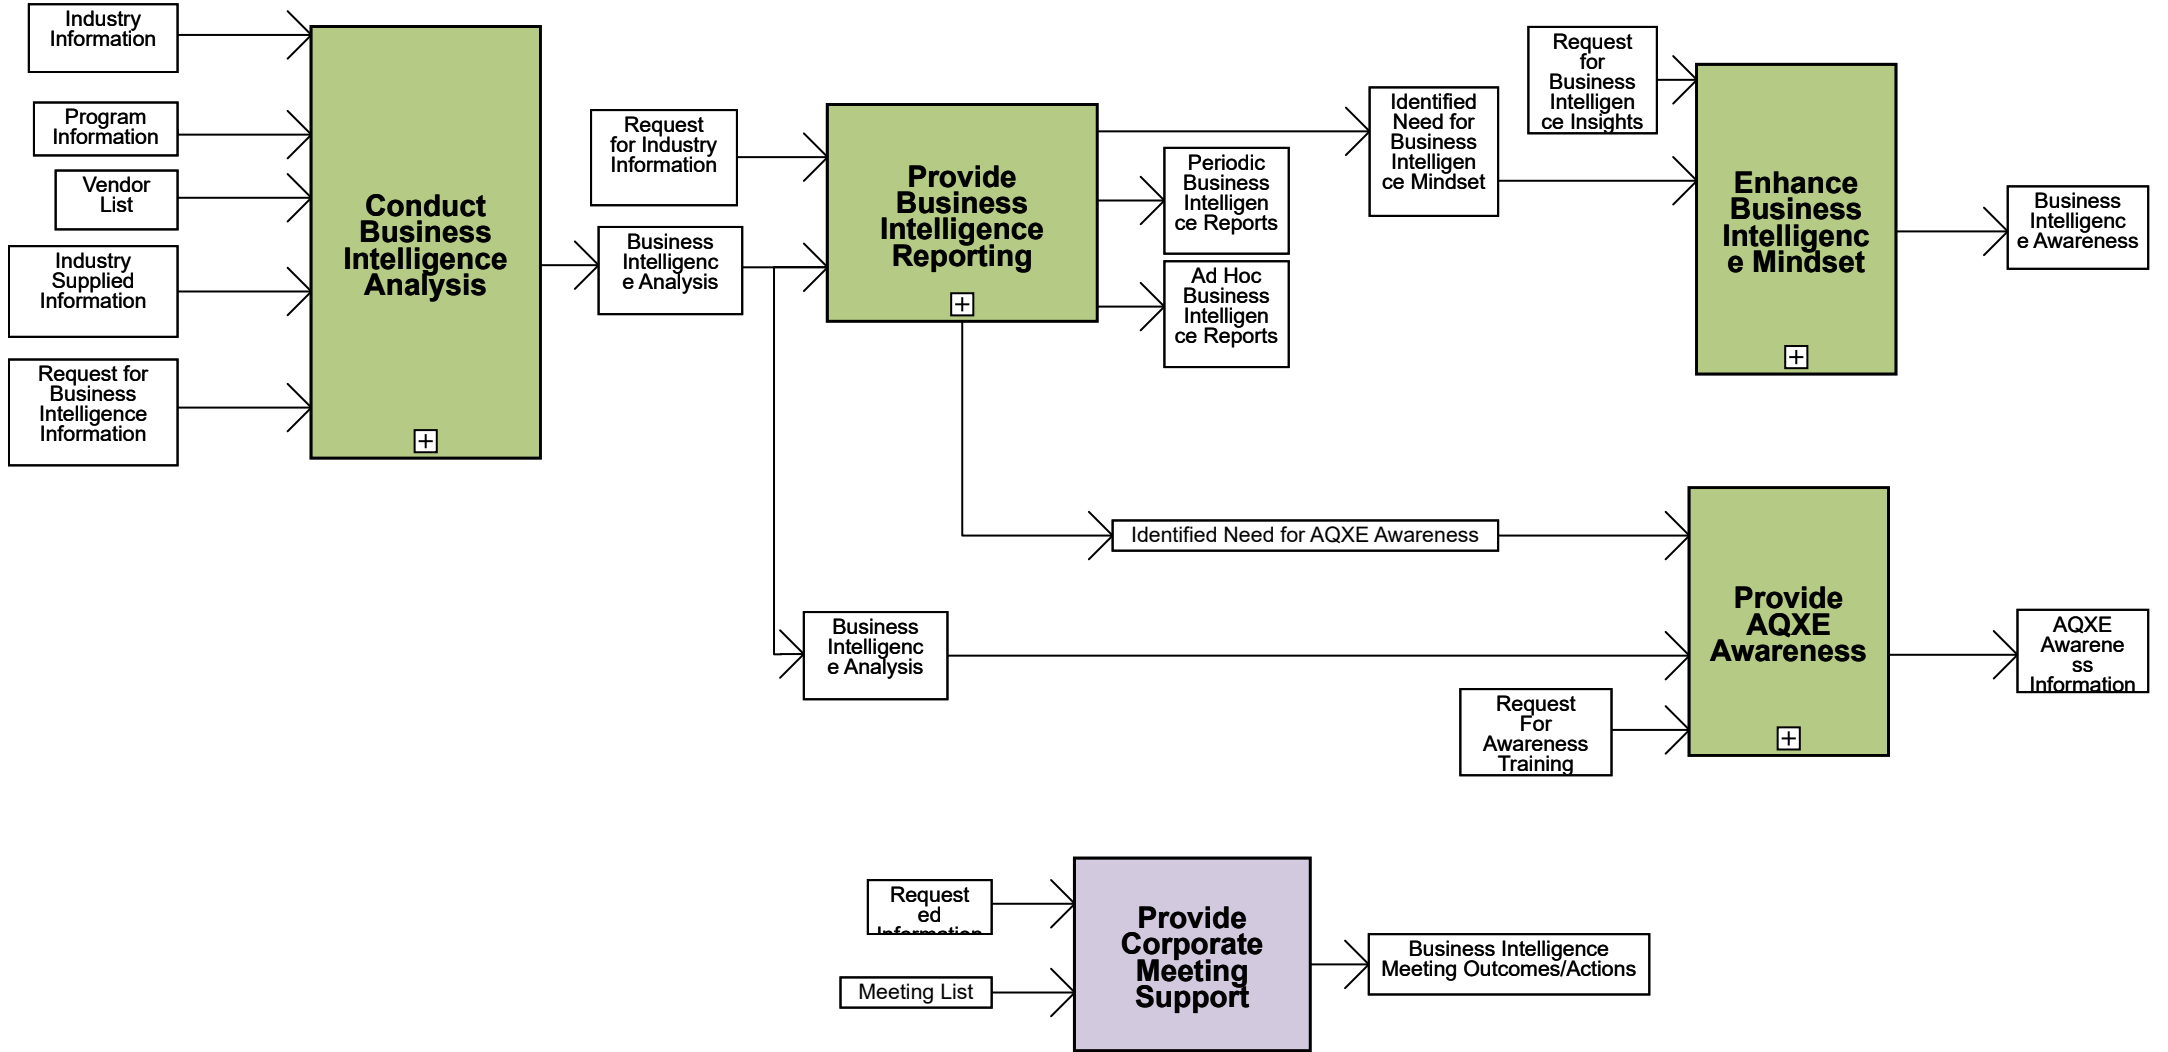 Industry
Information
Program
Information
Vendor
List
Industry
Supplied
Information
Request for
Business
Intelligence
Information
Conduct
Business
Intelligence
Analysis
Request
for Industry
Information
Business
Intelligenc
e Analysis
Provide
Business
Intelligence
Reporting
Periodic
Business
Intelligen
ce Reports
Ad Hoc
Business
Intelligen
ce Reports
Identified
Need for
Business
Intelligen
ce Mindset
Request
for
Business
Intelligen
ce Insights
Enhance
Business
Intelligenc
e Mindset
Business
Intelligenc
e Awareness
Identified Need for AQXE Awareness
Business
Intelligenc
e Analysis
Request
For
Awareness
Training
Provide
AQXE
Awareness
AQXE
Awarene
ss
Information
Request
ed
Information
Meeting List
Provide
Corporate
Meeting
Support
Business Intelligence
Meeting Outcomes/Actions